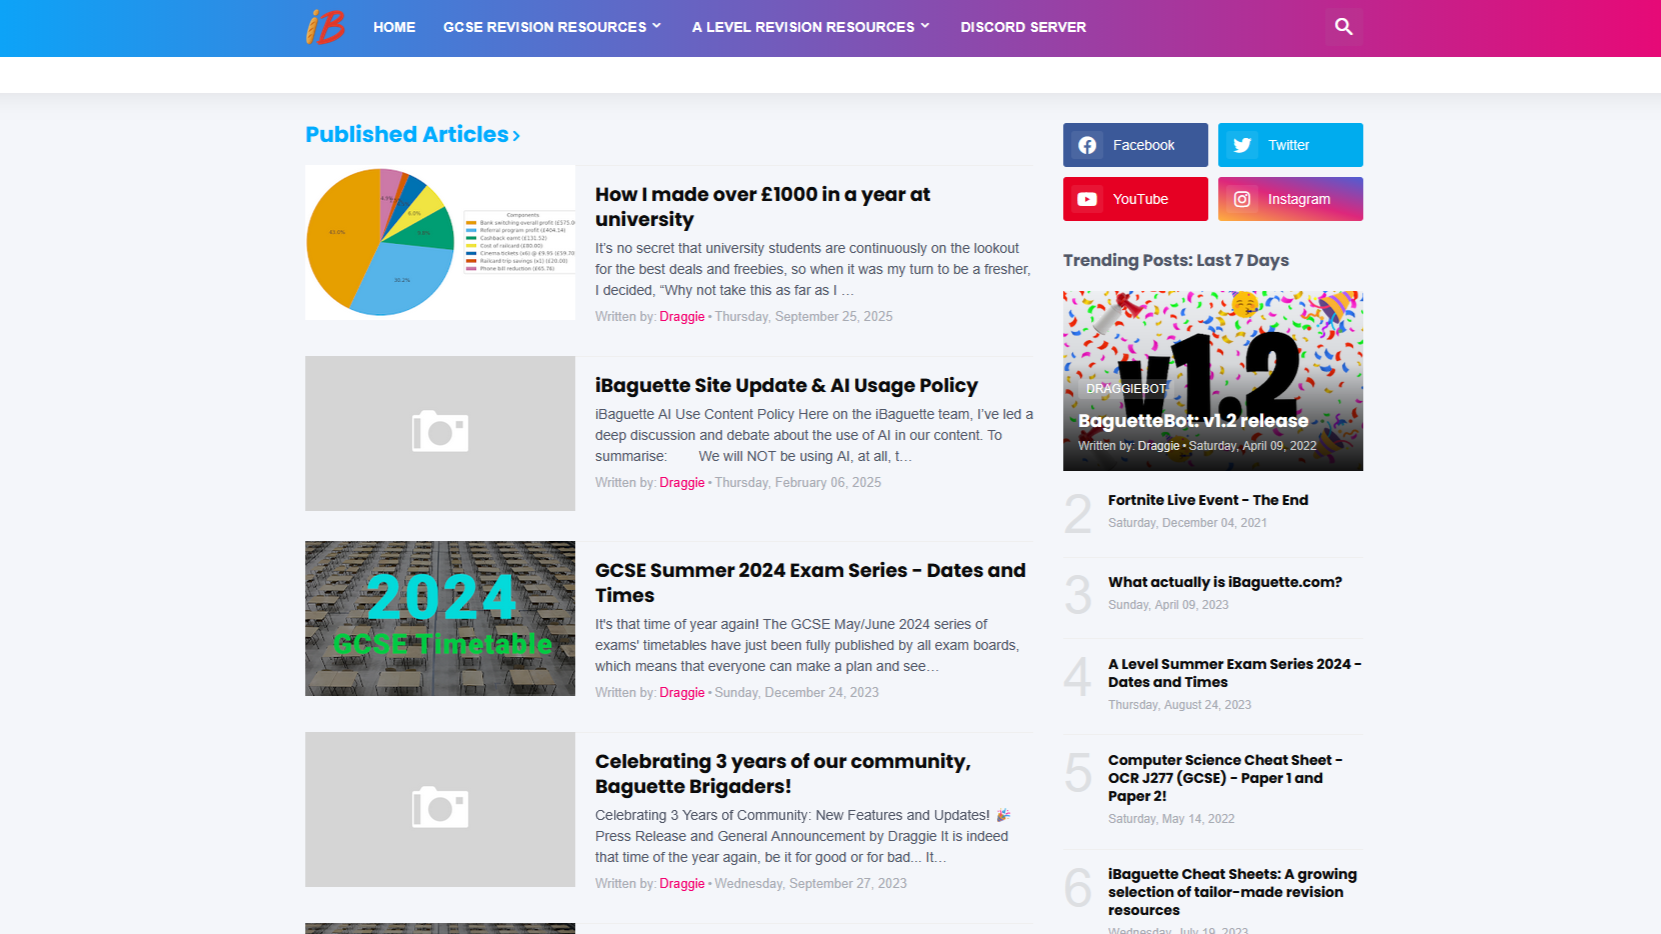 iB
HOME
GCSE REVISION RESOURCES
A LEVEL REVISION RESOURCES
DISCORD SERVER
Published Articles
43.0%
30.2%
9.8%
6.0%
4.9%
Components
Bank switching overall profit (£575.0
Referral program profit (£404.14)
Cashback earnt (£131.52)
Cost of railcard (£80.00)
Cinema tickets (x6) @ £9.95 (£59.70
Railcard trip savings (x1) (£20.00)
Phone bill reduction (£65.76)
How I made over £1000 in a year at
university
It's no secret that university students are continuously on the lookout
for the best deals and freebies, so when it was my turn to be a fresher,
I decided, “Why not take this as far as I …
Written by: Draggie • Thursday, September 25, 2025
iBaguette Site Update & AI Usage Policy
iBaguette AI Use Content Policy Here on the iBaguette team, I've led a
deep discussion and debate about the use of AI in our content. To
summarise: We will NOT be using AI, at all, t…
Written by: Draggie • Thursday, February 06, 2025
2024
GCSE Timetable
GCSE Summer 2024 Exam Series - Dates and
Times
It's that time of year again! The GCSE May/June 2024 series of
exams' timetables have just been fully published by all exam boards,
which means that everyone can make a plan and see…
Written by: Draggie • Sunday, December 24, 2023
Celebrating 3 years of our community,
Baguette Brigaders!
Celebrating 3 Years of Community: New Features and Updates! 🎉
Press Release and General Announcement by Draggie It is indeed
that time of the year again, be it for good or for bad... It…
Written by: Draggie • Wednesday, September 27, 2023
Facebook
Twitter
YouTube
Instagram
Trending Posts: Last 7 Days
v1.2
DRAGGIEBOT
BaguetteBot: v1.2 release
Written by: Draggie • Saturday, April 09, 2022
2
Fortnite Live Event - The End
Saturday, December 04, 2021
3
What actually is iBaguette.com?
Sunday, April 09, 2023
4
A Level Summer Exam Series 2024 -
Dates and Times
Thursday, August 24, 2023
5
Computer Science Cheat Sheet -
OCR J277 (GCSE) - Paper 1 and
Paper 2!
Saturday, May 14, 2022
6
iBaguette Cheat Sheets: A growing
selection of tailor-made revision
resources
Wednesday, July 19, 2023